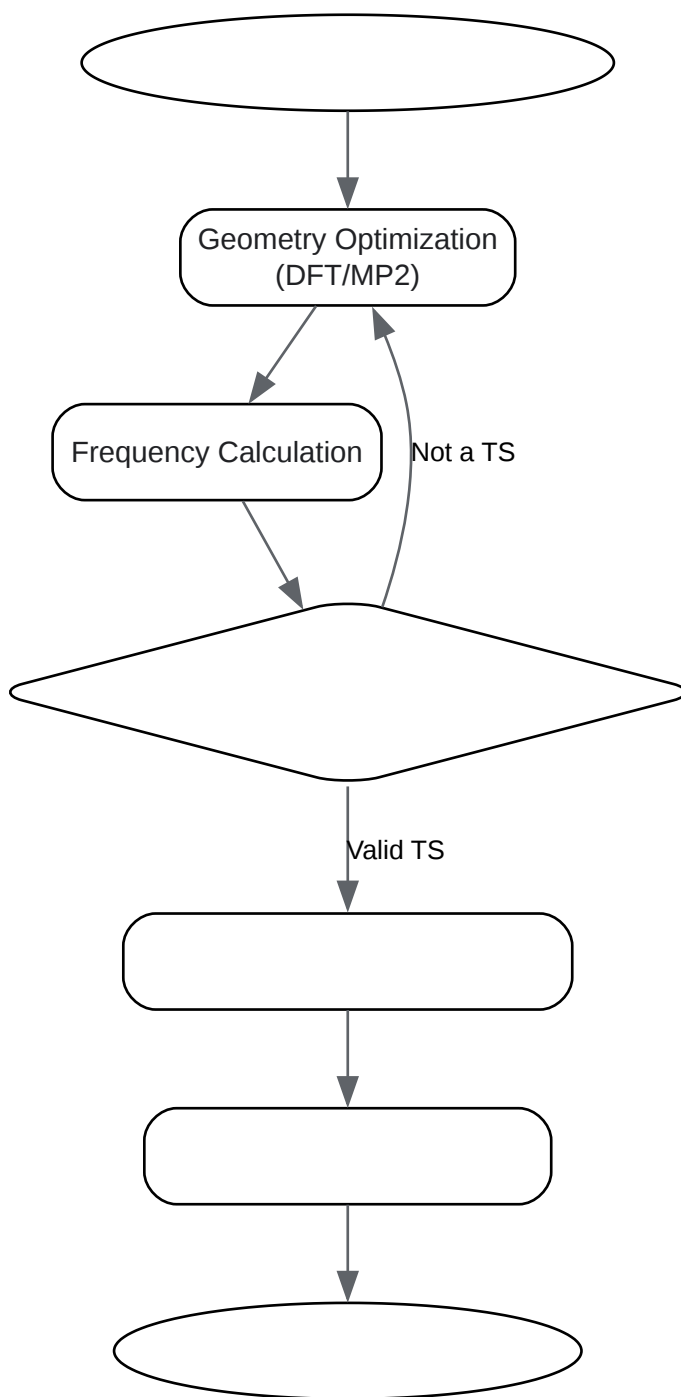 Geometry Optimization
(DFT/MP2)
Frequency Calculation
Not a TS
Valid TS